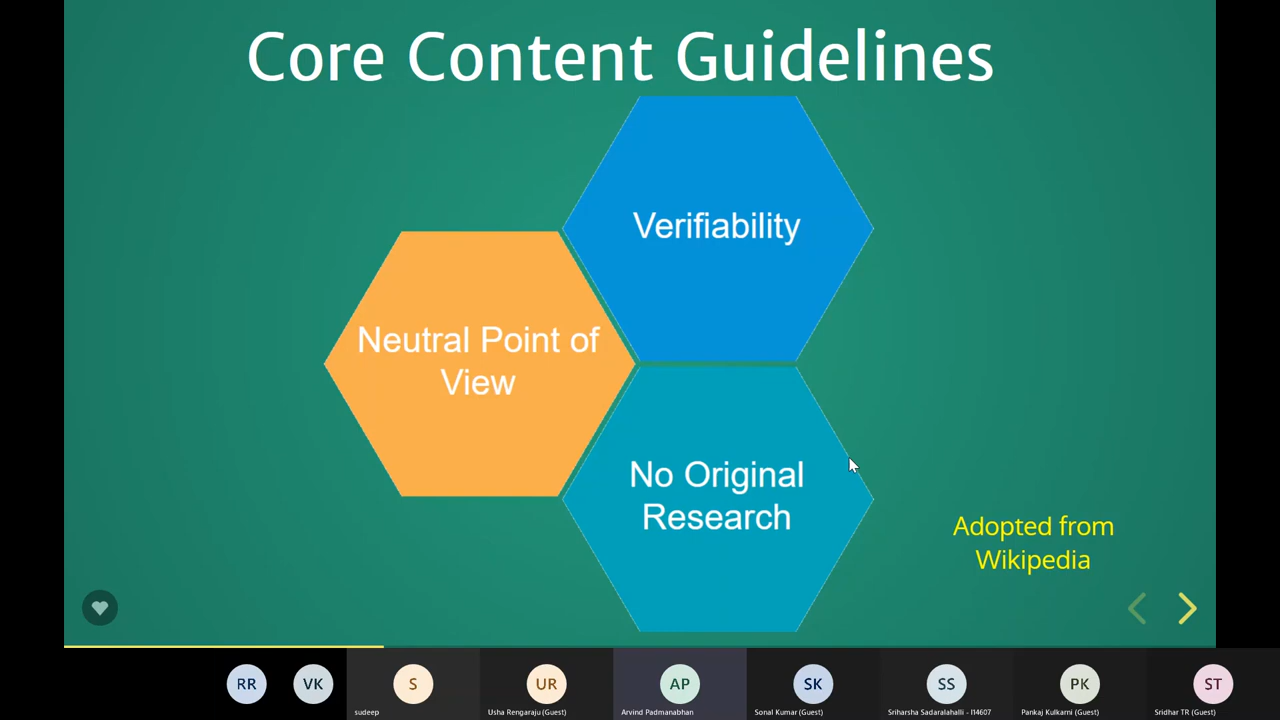 Core Content Guidelines
Verifiability
Neutral Point of
View
No Original
Research
Adopted from
Wikipedia
RR
VK
S
UR
AP
SK
SS
PK
ST
sudeep
Usha Rengaraju (Guest)
Arvind Padmanabhan
Sonal Kumar (Guest)
Sriharsha Sadaralahalli - I14607
Pankaj Kulkarni (Guest)
Sridhar TR (Guest)